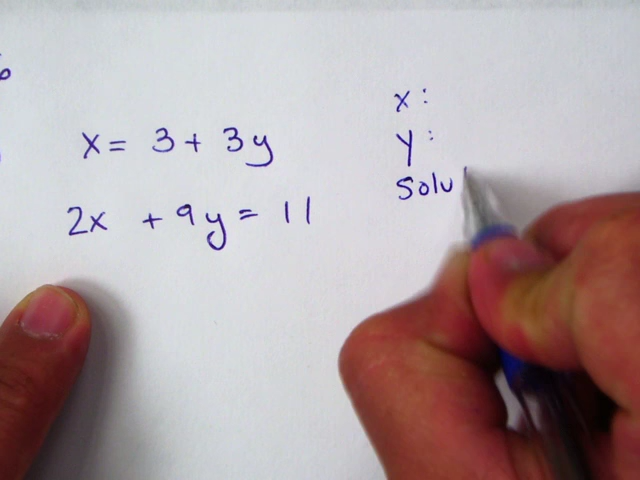 x = 3 + 3y
2x + 9y = 11
x:
y:
Solu